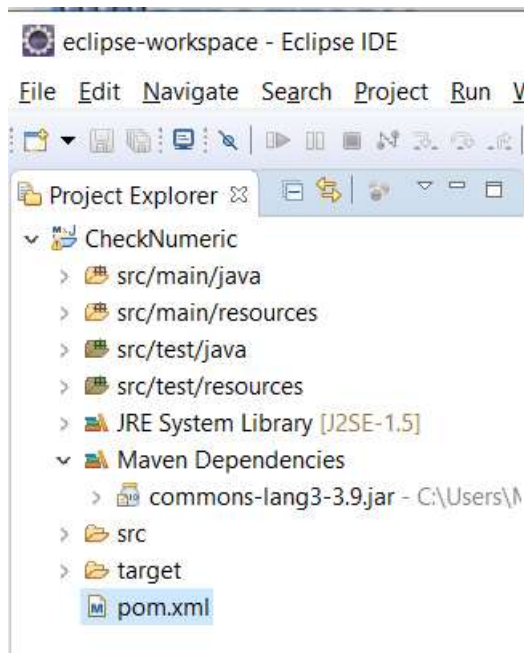 eclipse-workspace - Eclipse IDE
File Edit Navigate Search Project Run
Project Explorer
CheckNumeric
src/main/java
src/main/resources
src/test/java
src/test/resources
JRE System Library [J2SE-1.5]
Maven Dependencies
commons-lang3-3.9.jar - C:\Users\
src
target
pom.xml